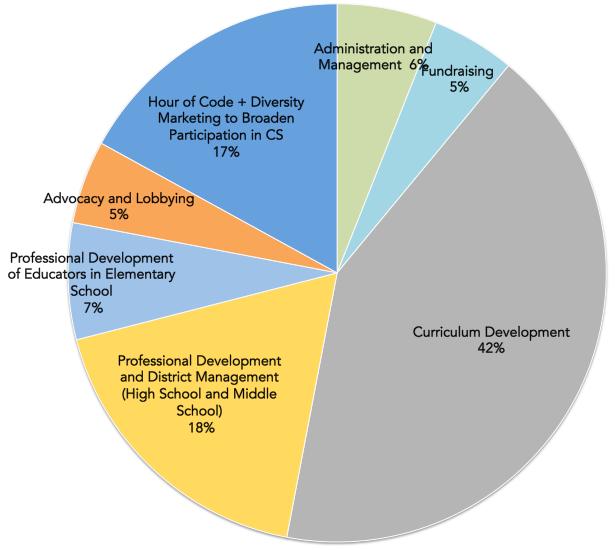 Administration and
Management 6%
Fundraising
5%
Hour of Code + Diversity
Marketing to Broaden
Participation in CS
17%
Advocacy and Lobbying
5%
Professional Development
of Educators in Elementary
School
7%
Curriculum Development
42%
Professional Development
and District Management
(High School and Middle
School)
18%